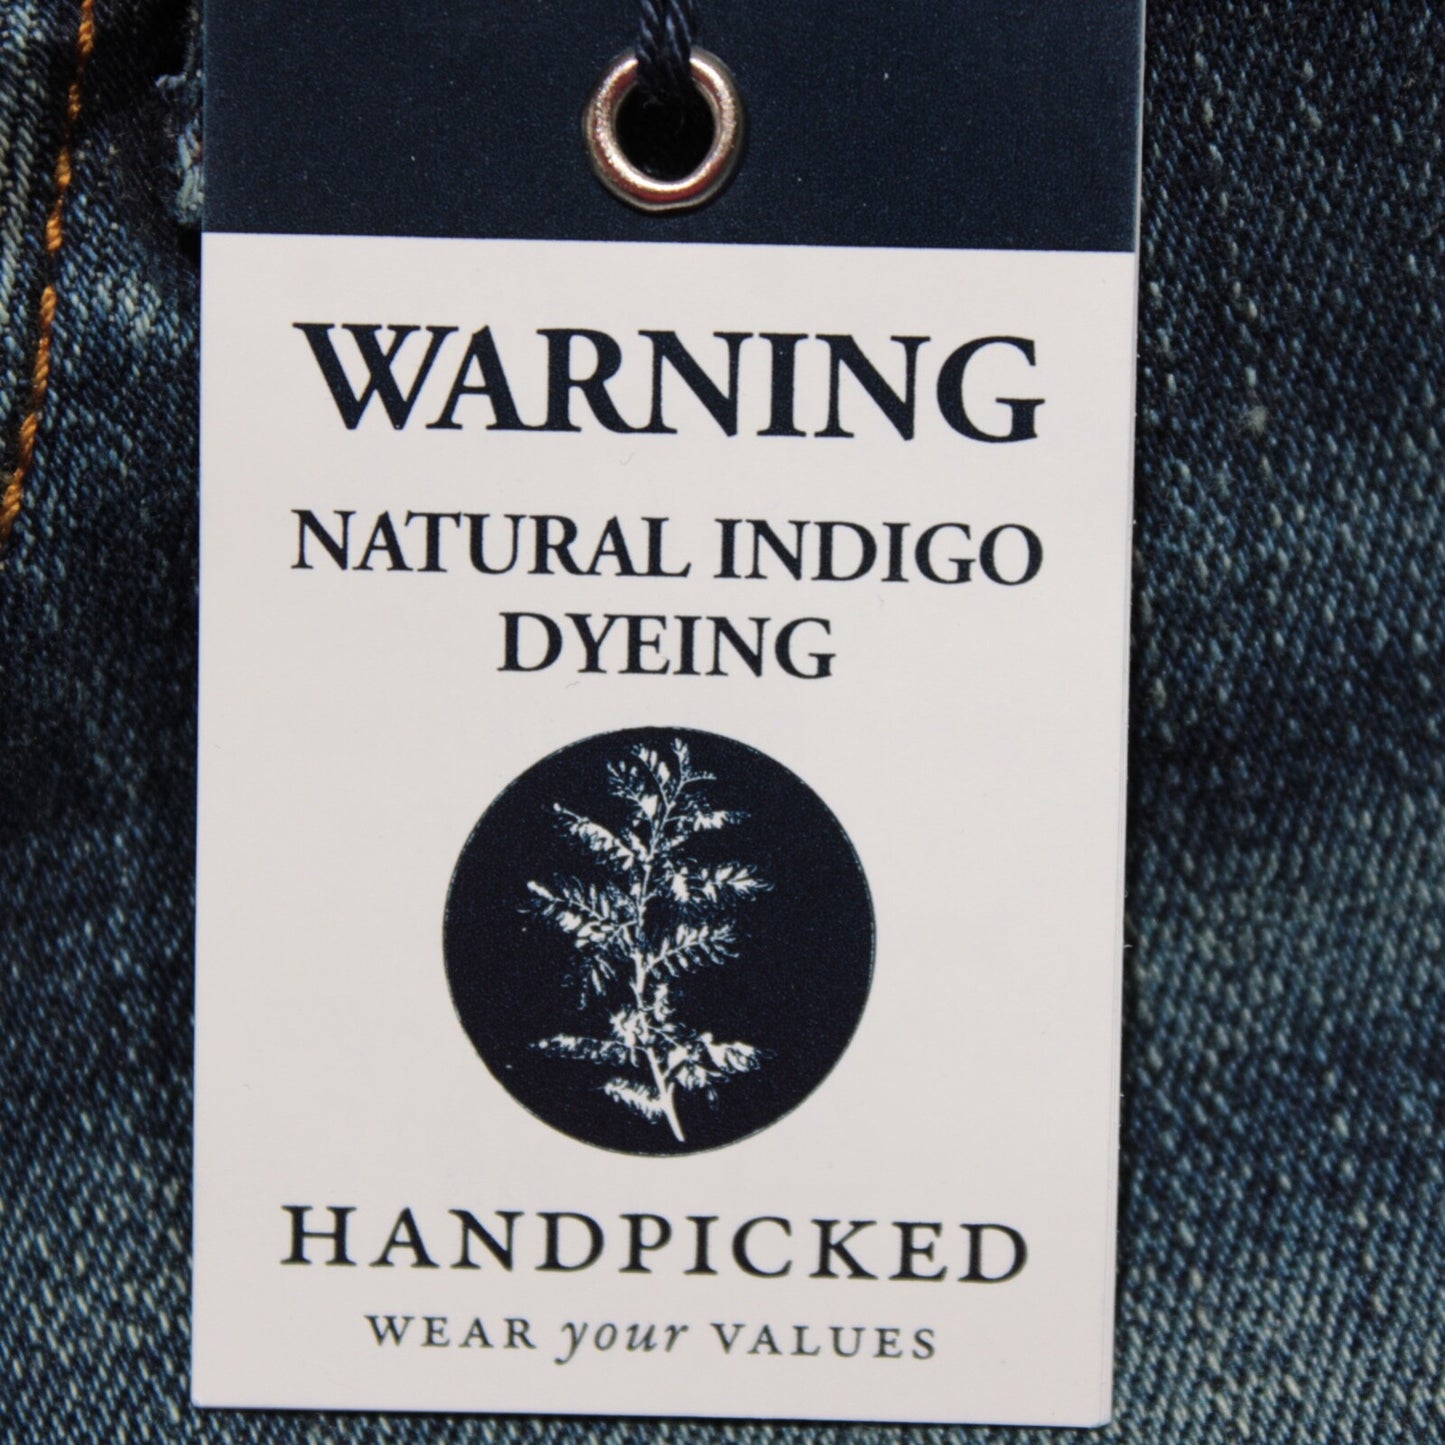 WARNING
NATURAL INDIGO
DYEING
HANDPICKED
WEAR your VALUES